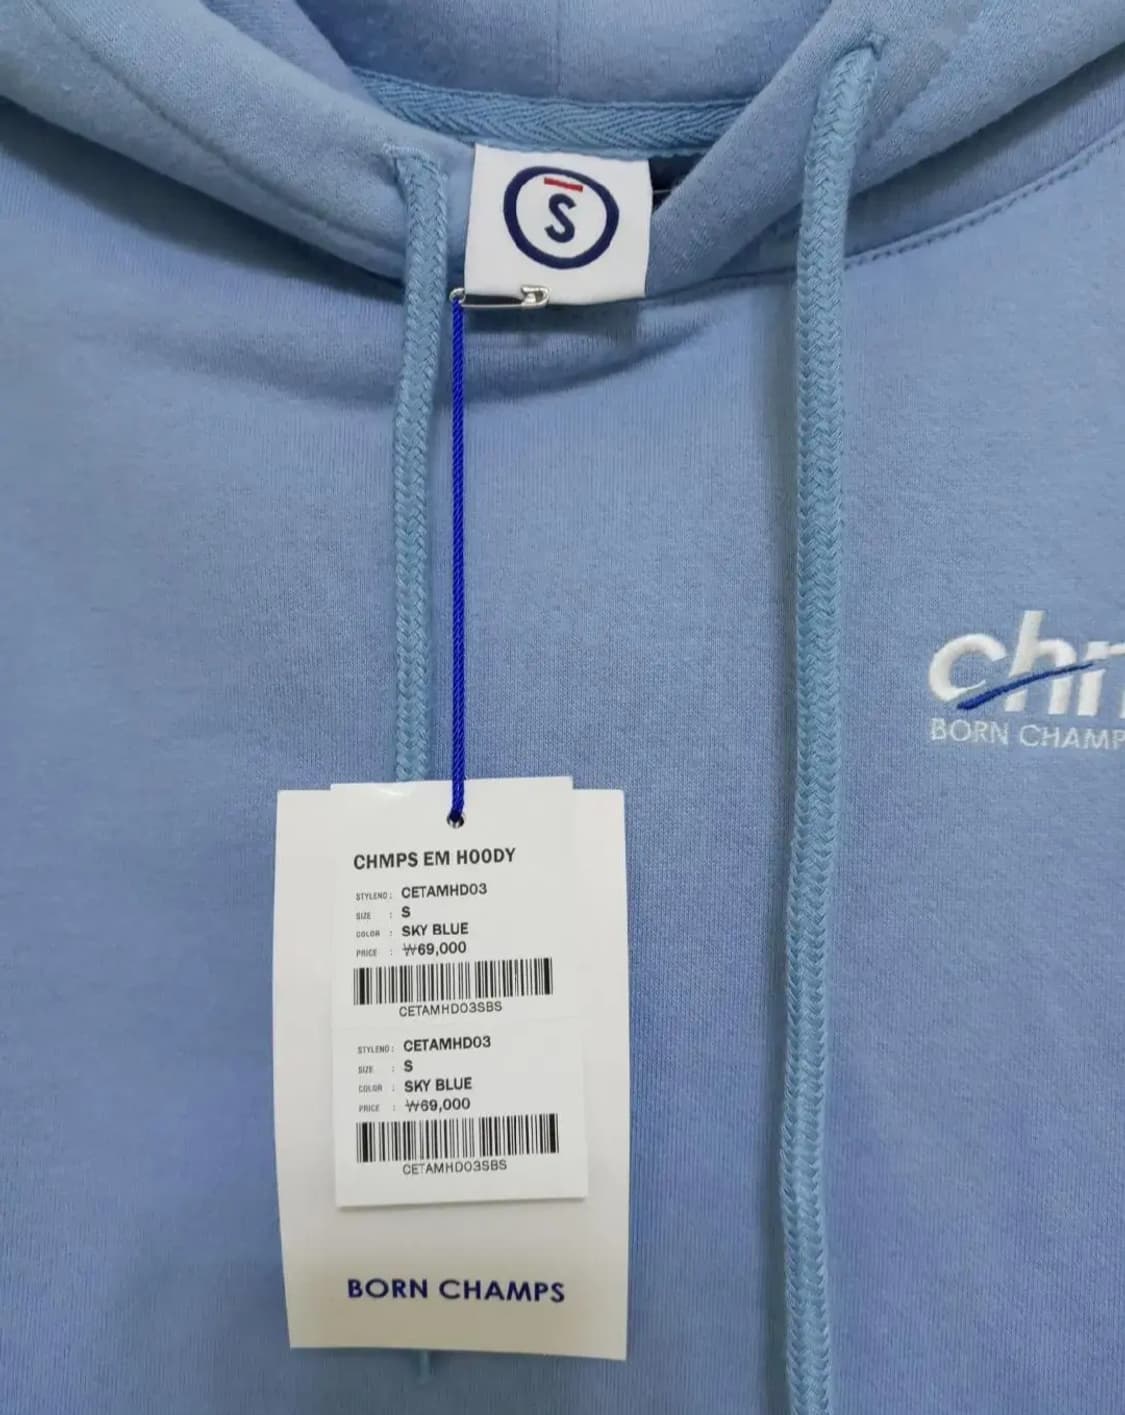 S
chm
BORN CHAMP
CHMPS EM HOODY
STYLENO : CETAMHD03
SIZE : S
COLOR : SKY BLUE
PRICE : ₩69,000
CETAMHD03SBS
STYLENO : CETAMHD03
SIZE : S
COLOR : SKY BLUE
PRICE : ₩69,000
CETAMHD03SBS
BORN CHAMPS